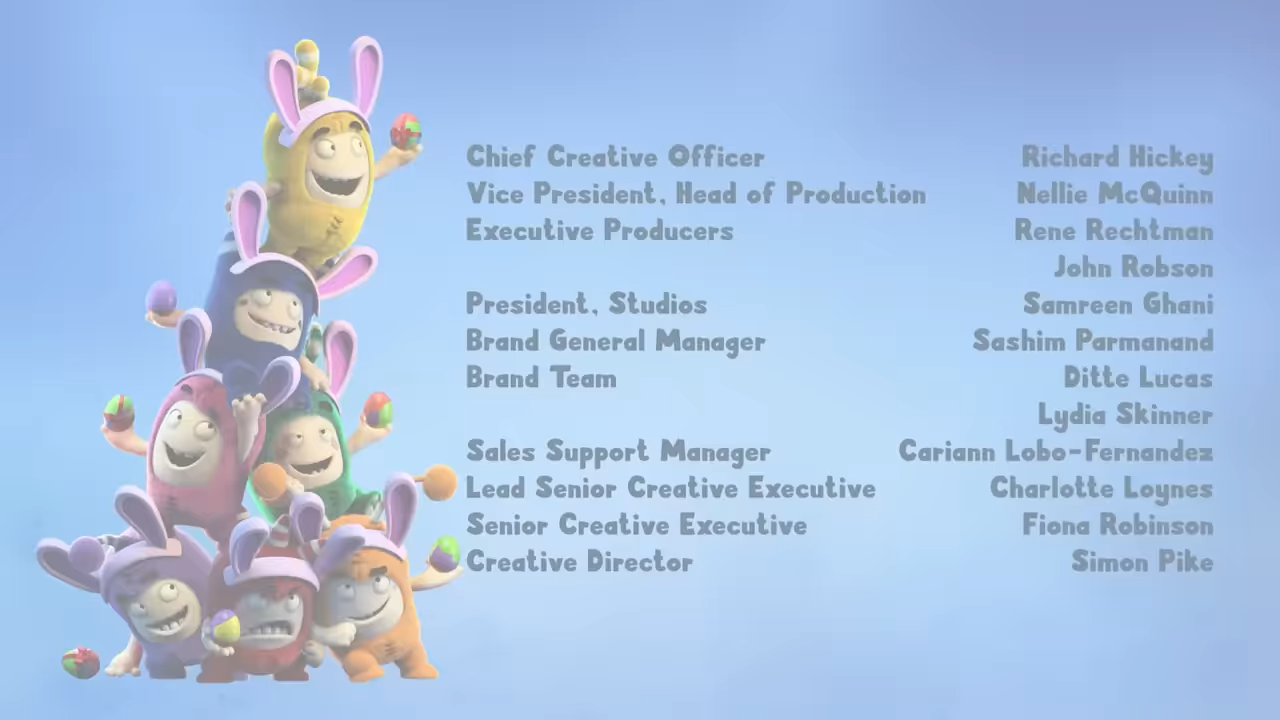 Chief Creative Officer Richard Hickey
Vice President, Head of Production Nellie McQuinn
Executive Producers Rene Rechtman
John Robson
President, Studios Samreen Ghani
Brand General Manager Sashim Parmanand
Brand Team Ditte Lucas
Lydia Skinner
Sales Support Manager Cariann Lobo-Fernandez
Lead Senior Creative Executive Charlotte Loynes
Senior Creative Executive Fiona Robinson
Creative Director Simon Pike